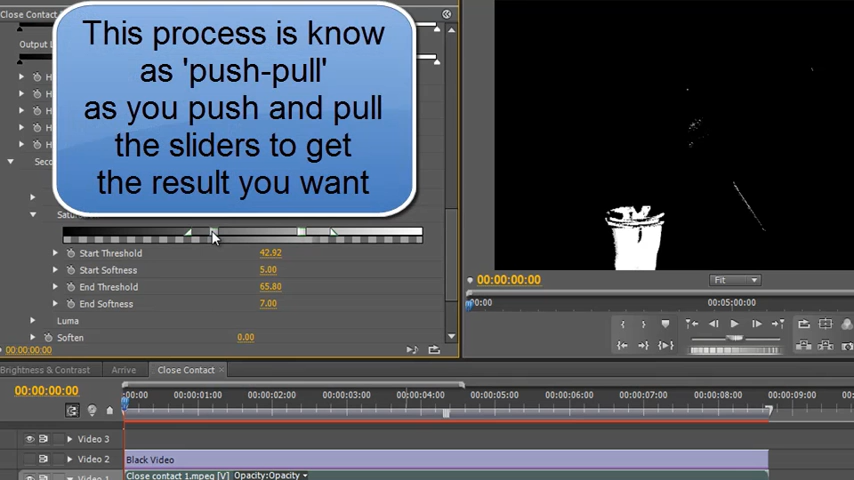 Close Contact
This process is know
as 'push-pull'
as you push and pull
the sliders to get
the result you want
Output
Start Threshold 42.92
Start Softness 5.00
End Threshold 65.80
End Softness 7.00
Luma
Soften 0.00
00:00:00:00
00:00:00:00 Fit
00:00 00:05:00:00
Brightness & Contrast Arrive Close Contact
00:00:00:00
00:00 00:00:01:00 00:00:02:00 00:00:03:00 00:00:04:00 00:00:05:00 00:00:06:00 00:00:07:00 00:00:08:00 00:00:09:00
Video 3
Video 2 Black Video
Video 1 Close contact 1.mpeg [V] Opacity:Opacity